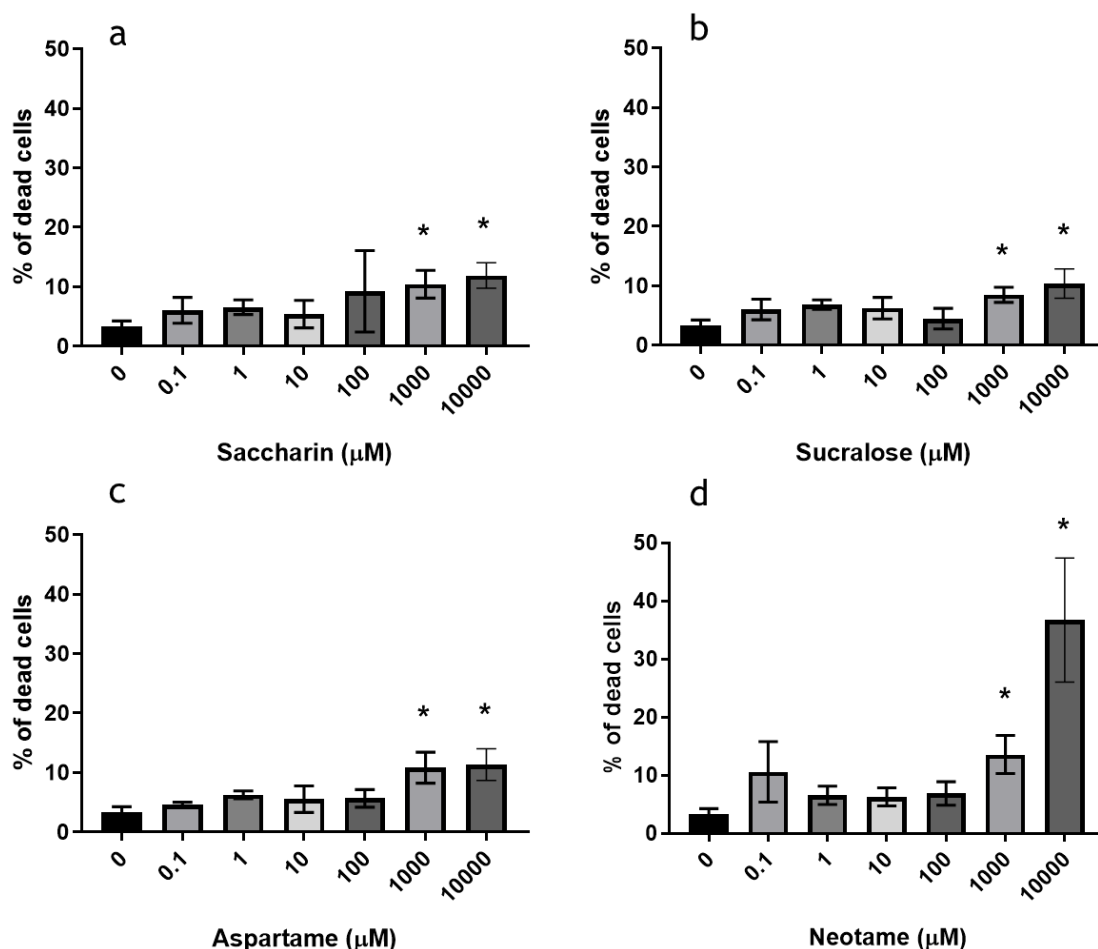 a
50
40
30
20
10
0
% of dead cells
* *
0 0.1 1 10 100 1000 10000
Saccharin (μM)
b
50
40
30
20
10
0
% of dead cells
* *
0 0.1 1 10 100 1000 10000
Sucralose (μM)
c
50
40
30
20
10
0
% of dead cells
* *
0 0.1 1 10 100 1000 10000
Aspartame (μM)
d
50
40
30
20
10
0
% of dead cells
* *
0 0.1 1 10 100 1000 10000
Neotame (μM)